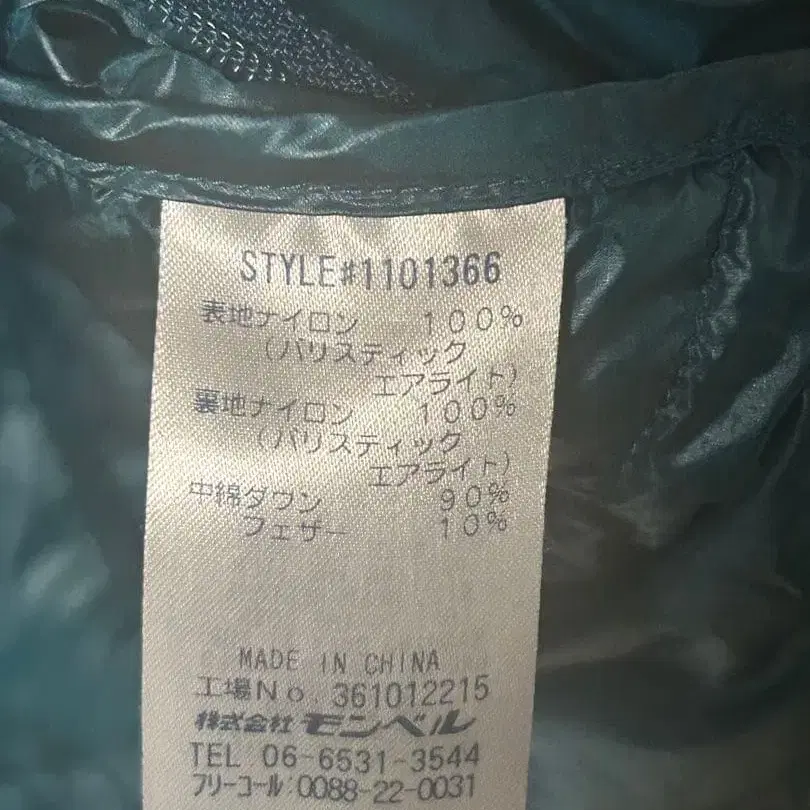 STYLE#1101366
表地ナイロン 100%
(バリスティック
エアライト)
裏地ナイロン 100%
(バリスティック
エアライト)
中綿ダウン 90%
フェザー 10%
MADE IN CHINA
工場No. 361012215
株式会社モンベル
TEL 06-6531-3544
フリーコール:0088-22-0031